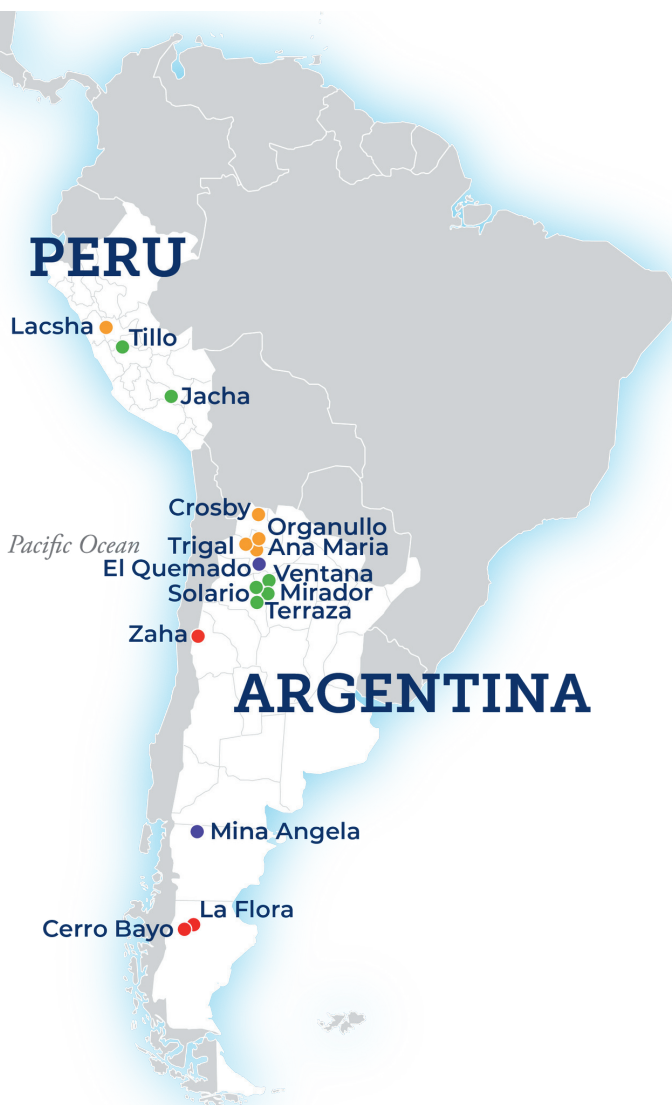 PERU
Lacsha
Tillo
Jacha
Crosby
Organullo
Pacific Ocean
Trigal
Ana Maria
El Quemado
Ventana
Solario
Mirador
Terraza
Zaha
ARGENTINA
Mina Angela
La Flora
Cerro Bayo